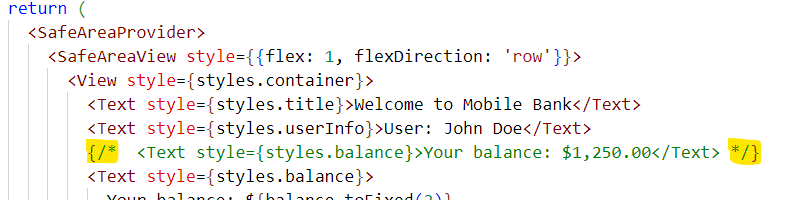 return (
<SafeAreaProvider>
<SafeAreaView style={{flex: 1, flexDirection: 'row'}}>
<View style={styles.container}>
<Text style={styles.title}>Welcome to Mobile Bank</Text>
<Text style={styles.userInfo}>User: John Doe</Text>
{/*  <Text style={styles.balance}>Your balance: $1,250.00</Text> */}
<Text style={styles.balance}>
Your balance: ${balance.toFixed(2)}